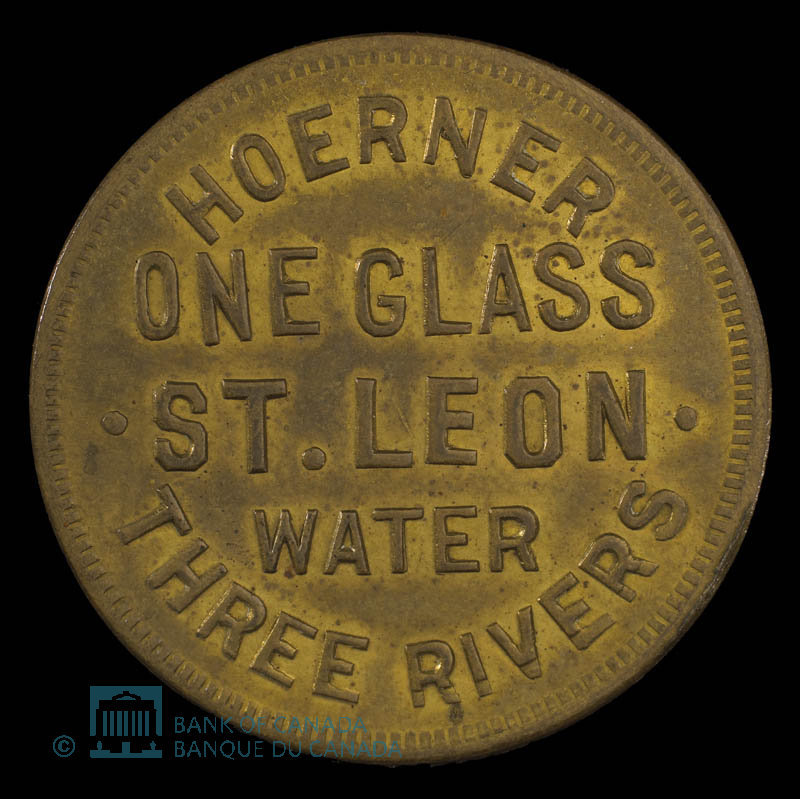 HOERNER
ONE GLASS
· ST. LEON ·
WATER
THREE RIVERS
© BANK OF CANADA
BANQUE DU CANADA